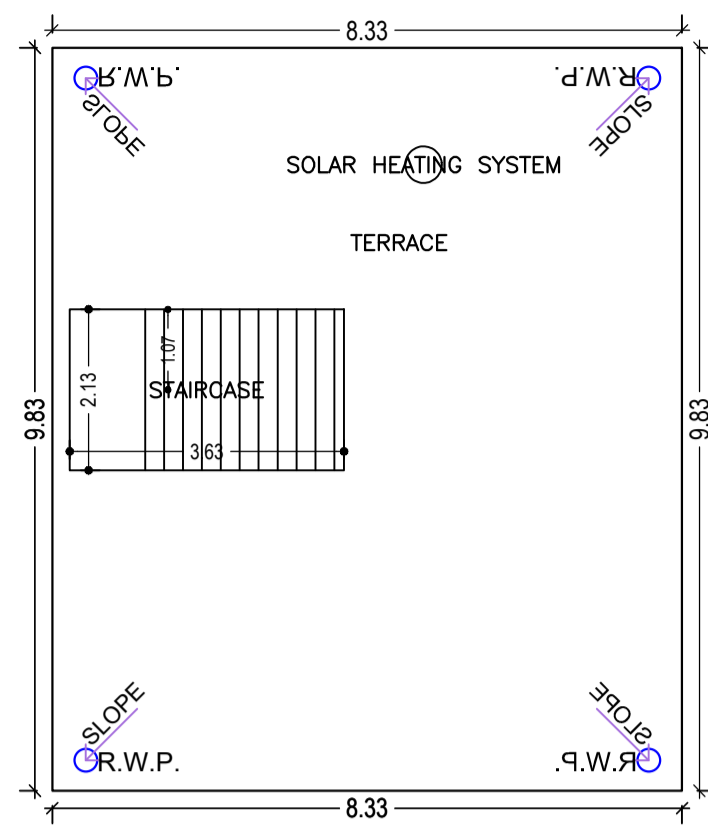 8.33
R.W.P. R.W.P.
SLOPE SLOPE
SOLAR HEATING SYSTEM
TERRACE
1.07
2.13
STAIRCASE
9.83 9.83
3.63
SLOPE SLOPE
R.W.P. R.W.P.
8.33